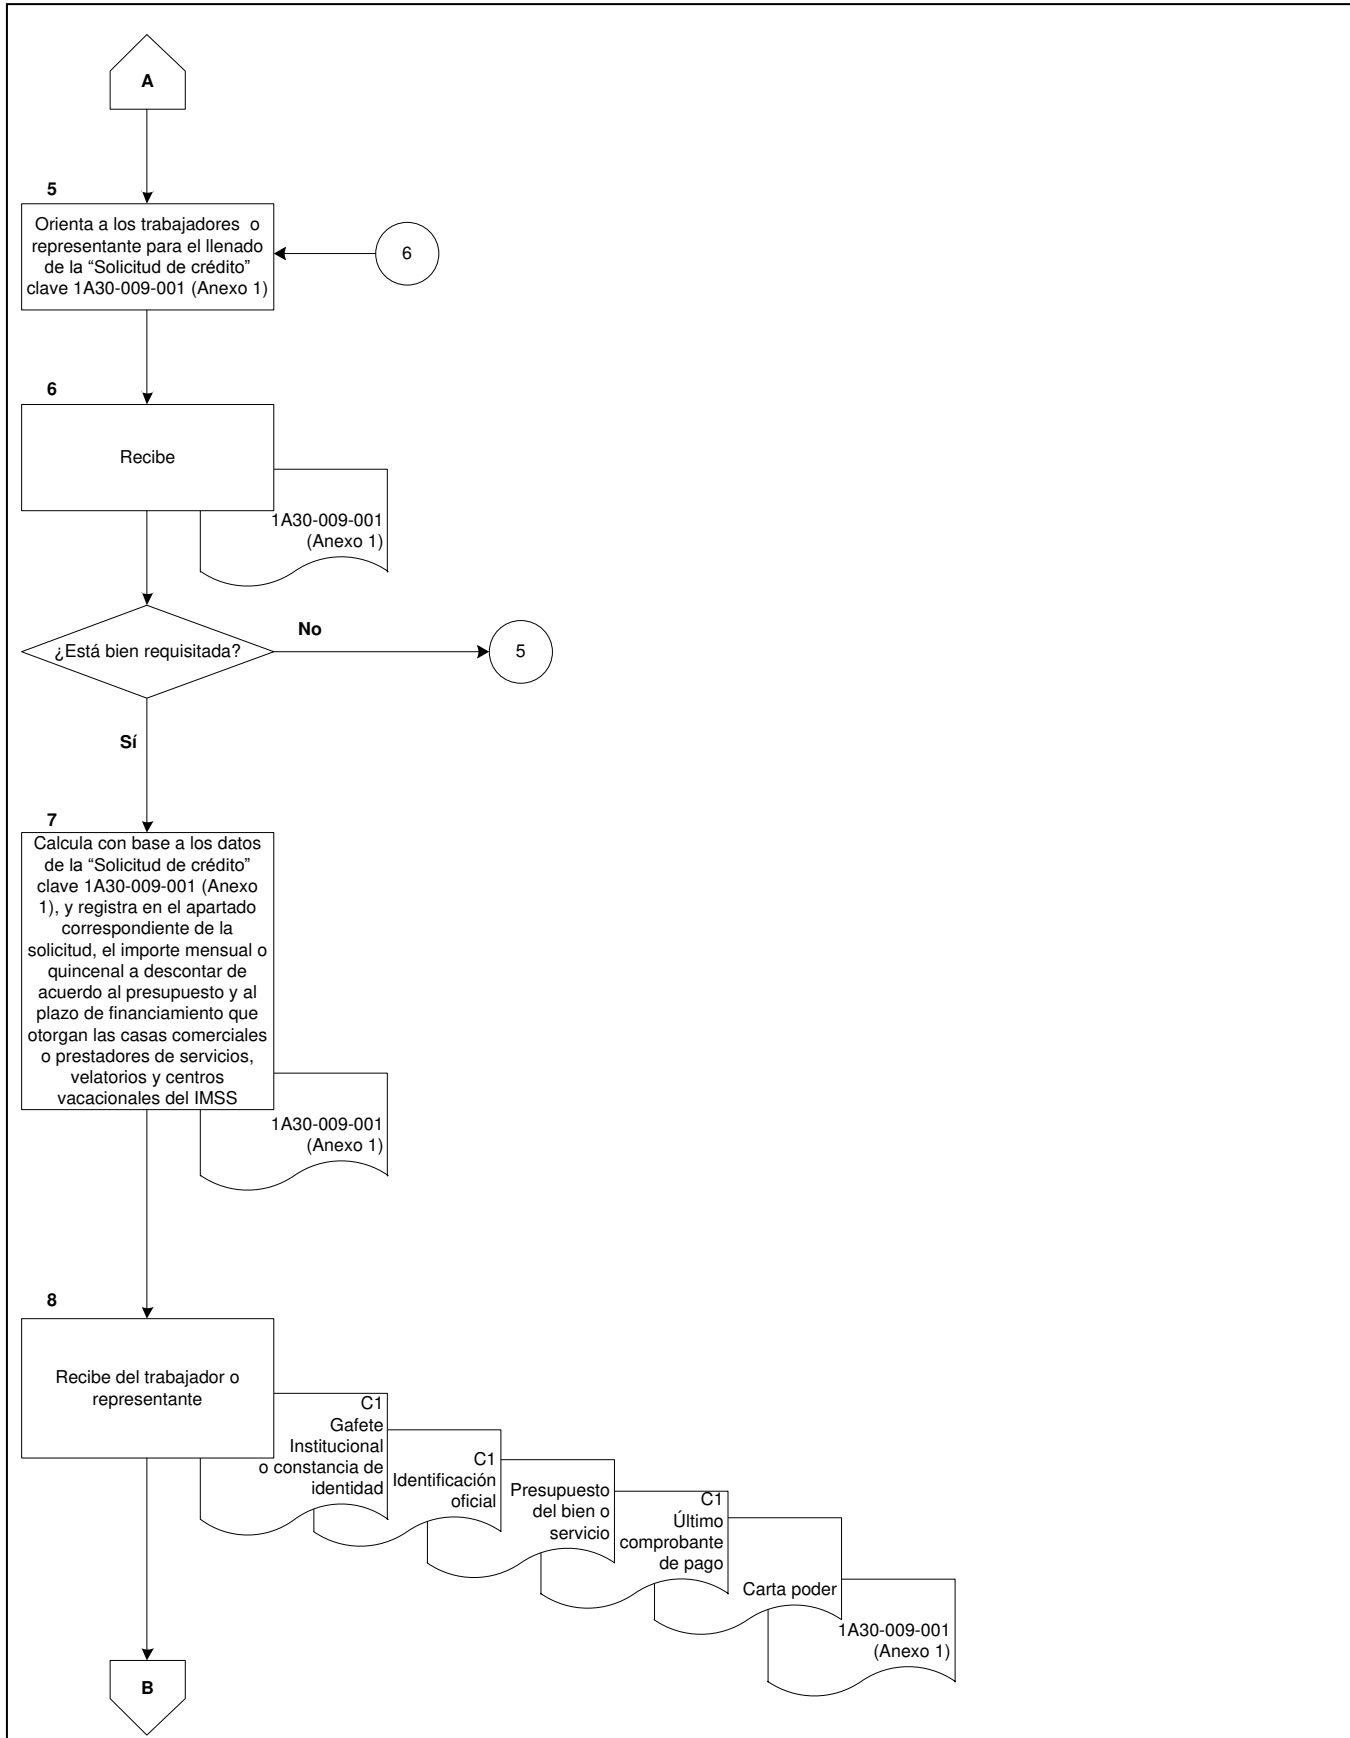 A
5
Orienta a los trabajadores o
representante para el llenado
de la “Solicitud de crédito”
clave 1A30-009-001 (Anexo 1)
6
6
Recibe
1A30-009-001
(Anexo 1)
¿Está bien requisitada?
No
5
Sí
7
Calcula con base a los datos
de la “Solicitud de crédito”
clave 1A30-009-001 (Anexo
1), y registra en el apartado
correspondiente de la
solicitud, el importe mensual o
quincenal a descontar de
acuerdo al presupuesto y al
plazo de financiamiento que
otorgan las casas comerciales
o prestadores de servicios,
velatorios y centros
vacacionales del IMSS
1A30-009-001
(Anexo 1)
8
Recibe del trabajador o
representante
C1
Gafete
Institucional
o constancia de
identidad
C1
Identificación
oficial
Presupuesto
del bien o
servicio
C1
Último
comprobante
de pago
Carta poder
1A30-009-001
(Anexo 1)
B